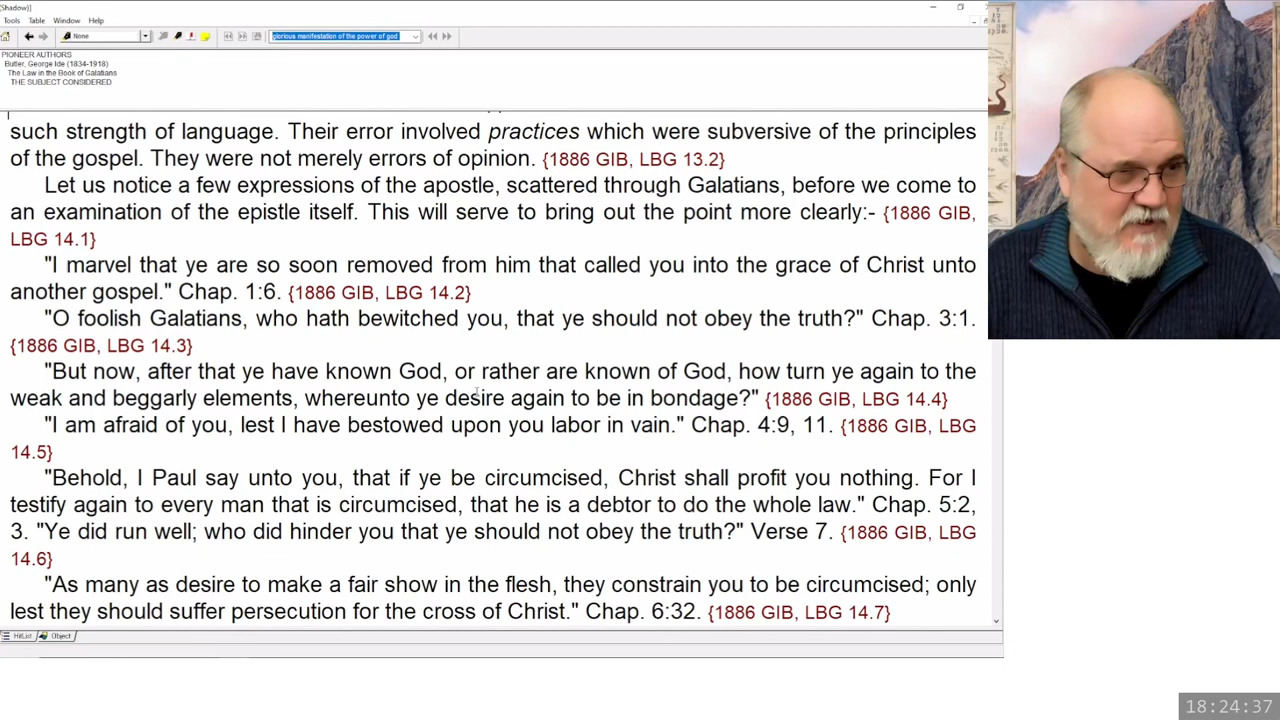 [Shadow]]
Tools Table Window Help
None
glorious manifestation of the power of god
PIONEER AUTHORS
Butler, George Ide (1834-1918)
The Law in the Book of Galatians
THE SUBJECT CONSIDERED
such strength of language. Their error involved practices which were subversive of the principles
of the gospel. They were not merely errors of opinion. {1886 GIB, LBG 13.2}
Let us notice a few expressions of the apostle, scattered through Galatians, before we come to
an examination of the epistle itself. This will serve to bring out the point more clearly:- {1886 GIB,
LBG 14.1}
"I marvel that ye are so soon removed from him that called you into the grace of Christ unto
another gospel." Chap. 1:6. {1886 GIB, LBG 14.2}
"O foolish Galatians, who hath bewitched you, that ye should not obey the truth?" Chap. 3:1.
{1886 GIB, LBG 14.3}
"But now, after that ye have known God, or rather are known of God, how turn ye again to the
weak and beggarly elements, whereunto ye desire again to be in bondage?" {1886 GIB, LBG 14.4}
"I am afraid of you, lest I have bestowed upon you labor in vain." Chap. 4:9, 11. {1886 GIB, LBG
14.5}
"Behold, I Paul say unto you, that if ye be circumcised, Christ shall profit you nothing. For I
testify again to every man that is circumcised, that he is a debtor to do the whole law." Chap. 5:2,
3. "Ye did run well; who did hinder you that ye should not obey the truth?" Verse 7. {1886 GIB, LBG
14.6}
"As many as desire to make a fair show in the flesh, they constrain you to be circumcised; only
lest they should suffer persecution for the cross of Christ." Chap. 6:32. {1886 GIB, LBG 14.7}
HitList Object
18:24:37